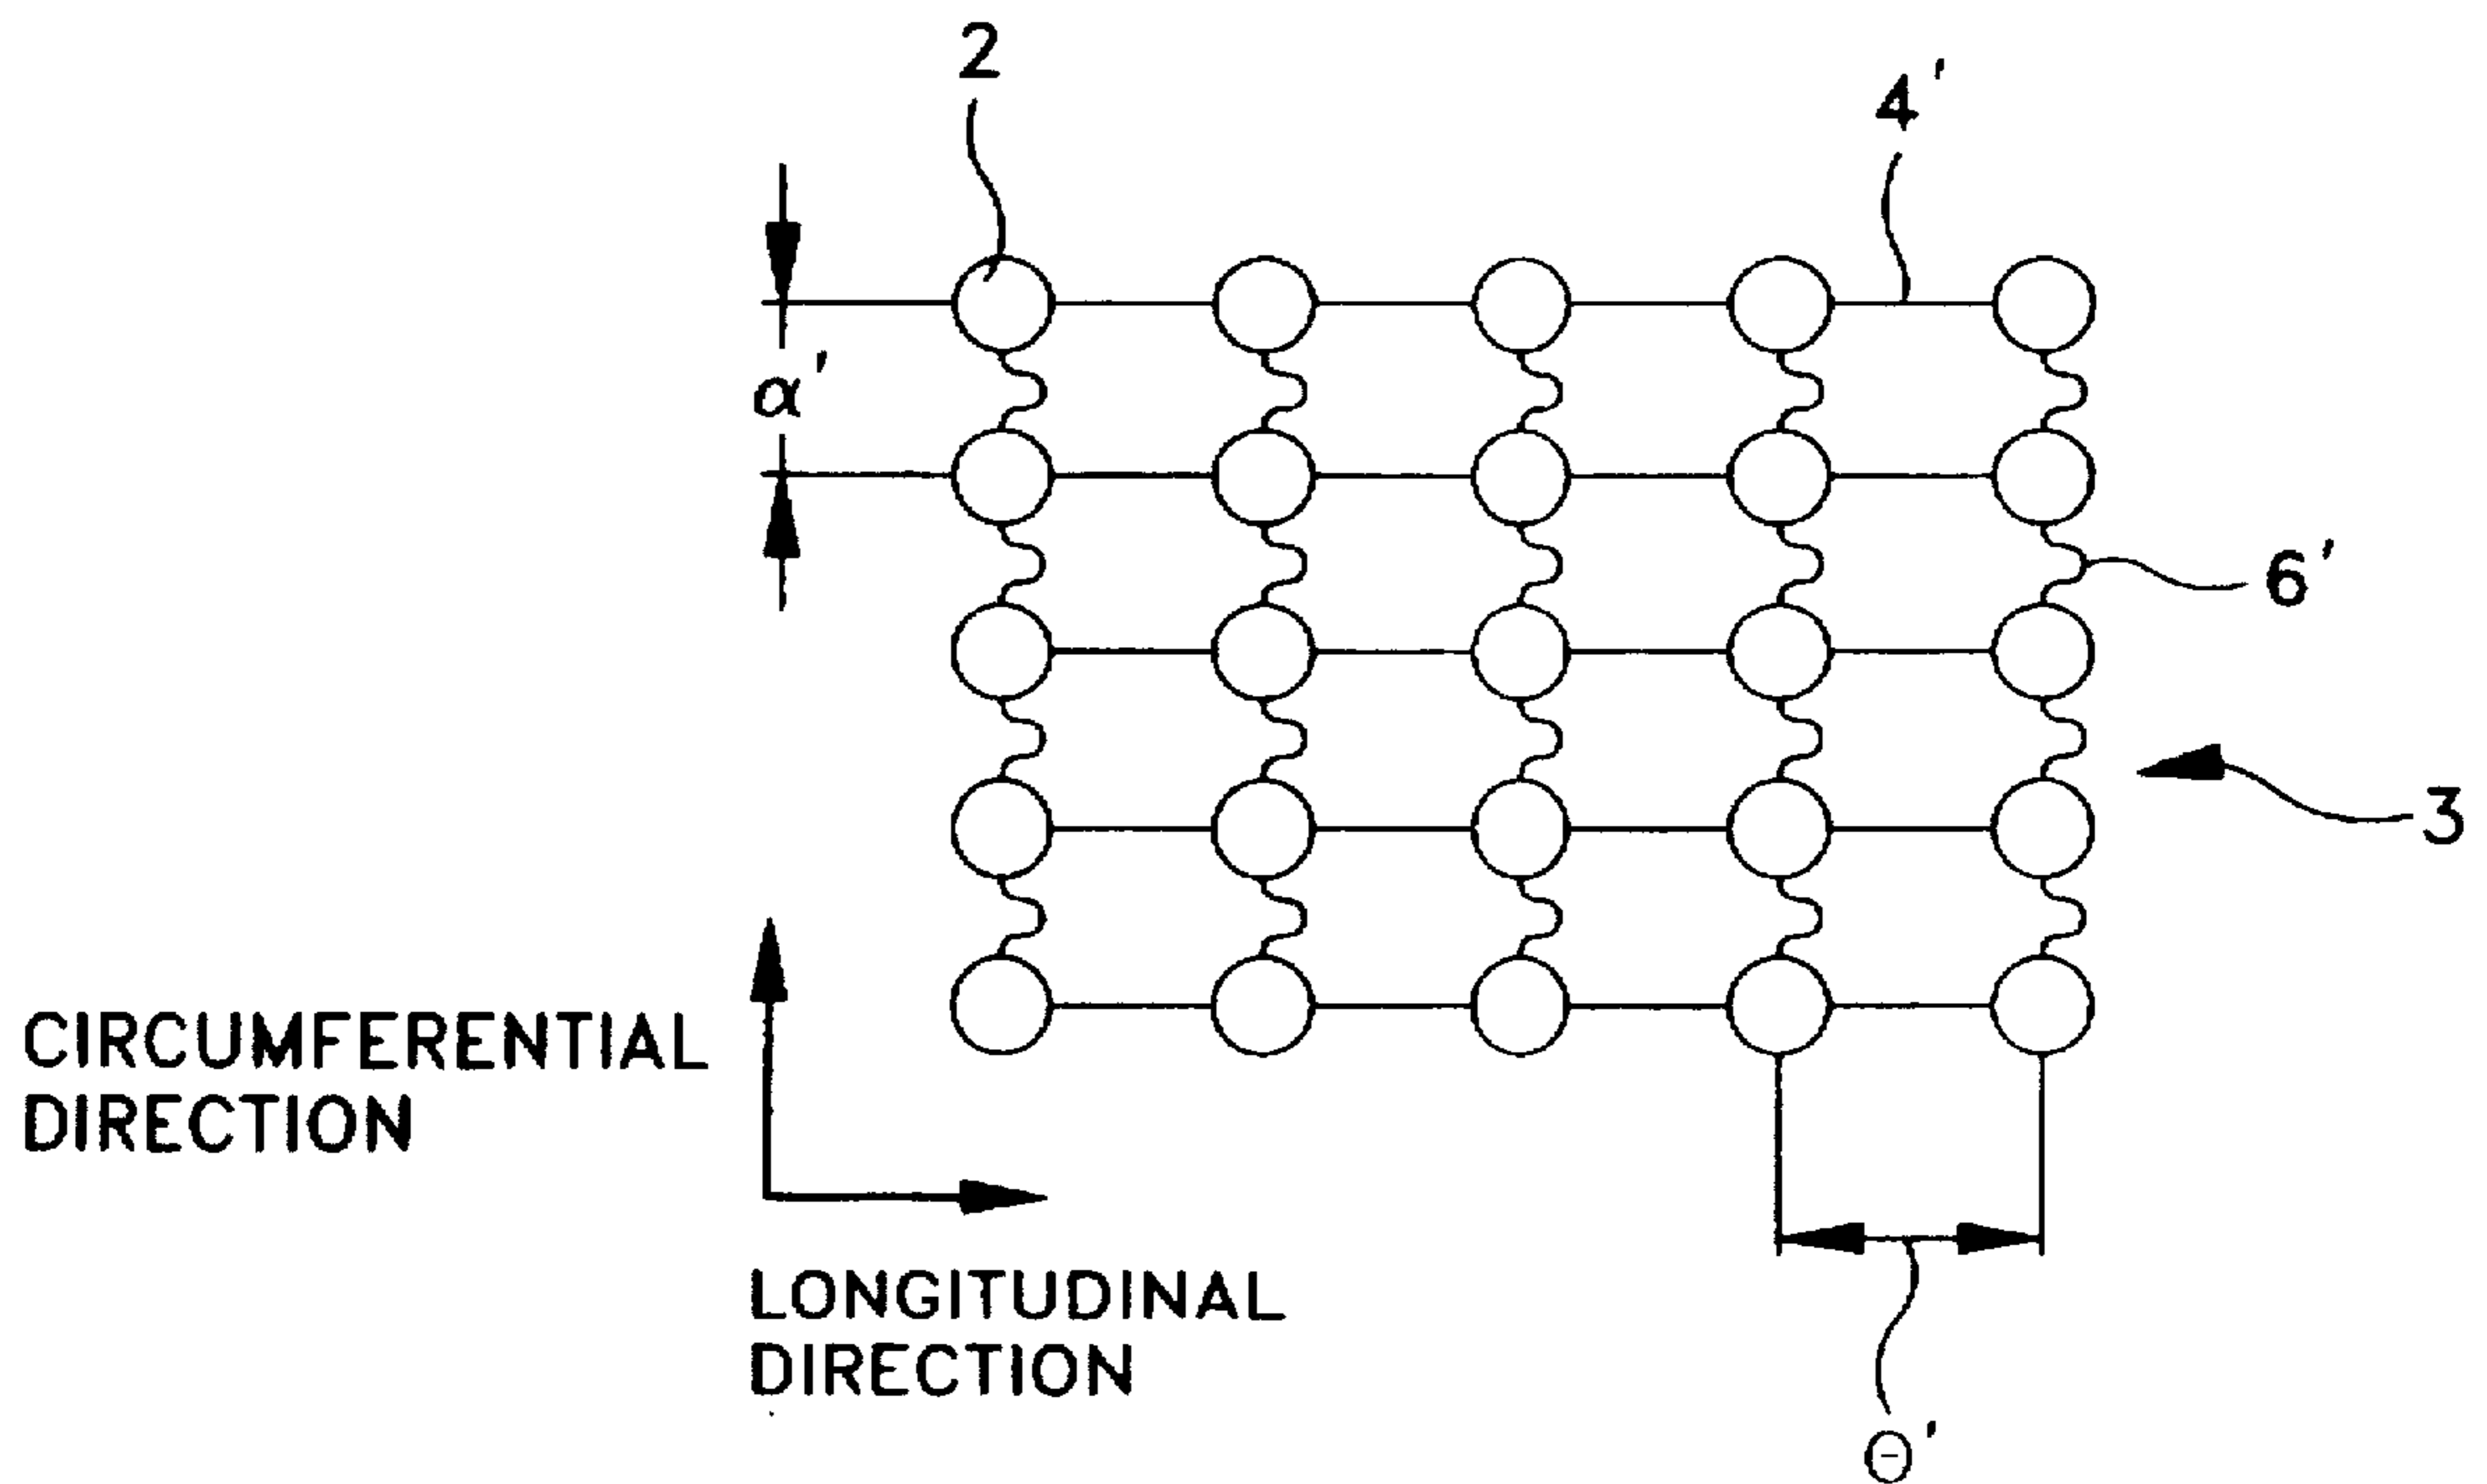 2
4'
α'
6'
3
CIRCUMFERENTIAL
DIRECTION
LONGITUDINAL
DIRECTION
Θ'